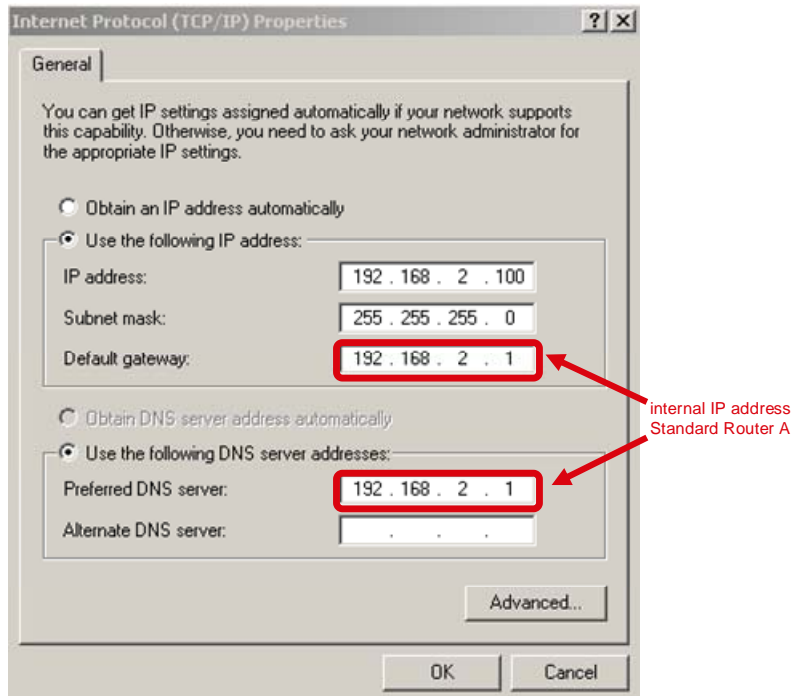 Internet Protocol (TCP/IP) Properties
General
You can get IP settings assigned automatically if your network supports
this capability. Otherwise, you need to ask your network administrator for
the appropriate IP settings.
Obtain an IP address automatically
Use the following IP address:
IP address: 192 . 168 . 2 . 100
Subnet mask: 255 . 255 . 255 . 0
Default gateway: 192 . 168 . 2 . 1
internal IP address
Standard Router A
Obtain DNS server address automatically
Use the following DNS server addresses:
Preferred DNS server: 192 . 168 . 2 . 1
Alternate DNS server: . . .
Advanced...
OK Cancel